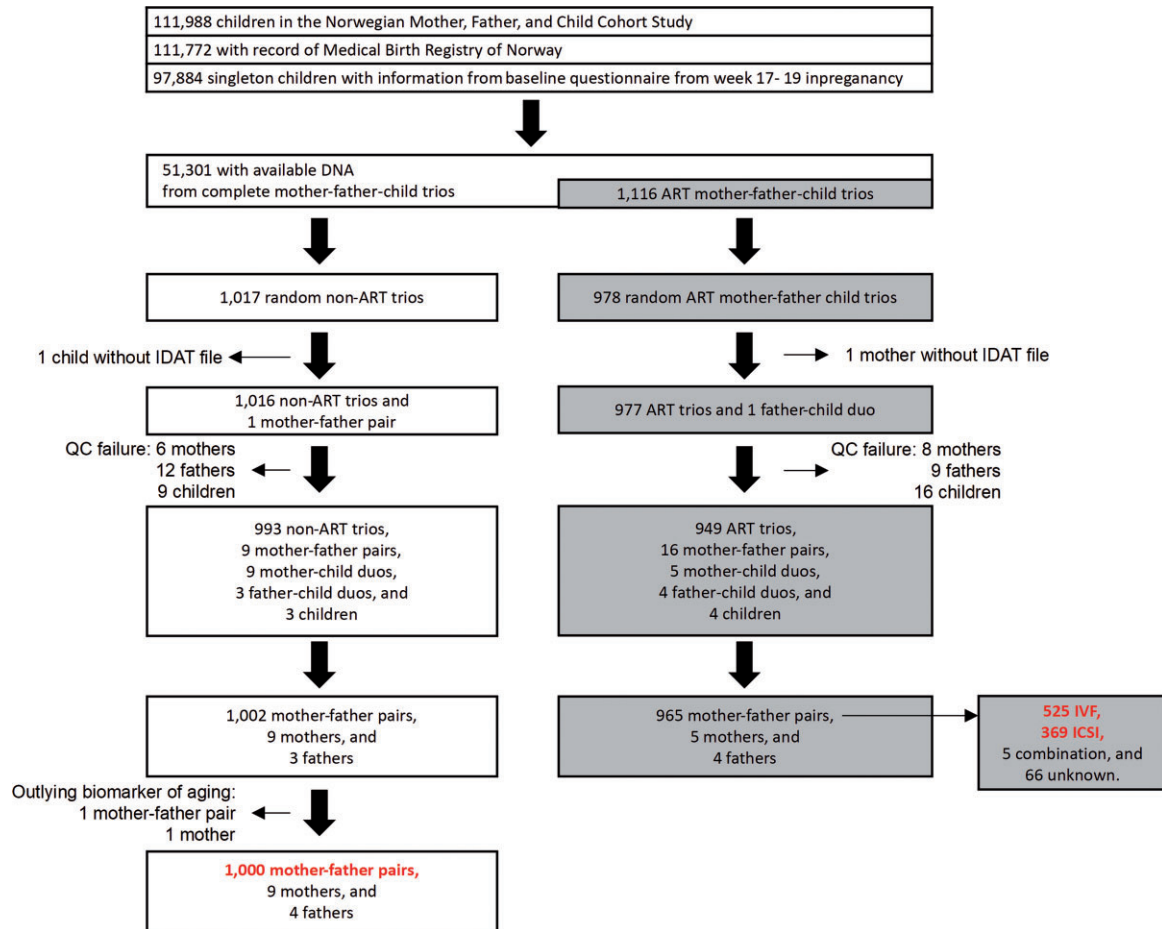 111,988 children in the Norwegian Mother, Father, and Child Cohort Study
111,772 with record of Medical Birth Registry of Norway
97,884 singleton children with information from baseline questionnaire from week 17- 19 inpreganancy
51,301 with available DNA
from complete mother-father-child trios
1,116 ART mother-father-child trios
1,017 random non-ART trios
978 random ART mother-father child trios
1 child without IDAT file
1 mother without IDAT file
1,016 non-ART trios and
1 mother-father pair
977 ART trios and 1 father-child duo
QC failure: 6 mothers
12 fathers
9 children
QC failure: 8 mothers
9 fathers
16 children
993 non-ART trios,
9 mother-father pairs,
9 mother-child duos,
3 father-child duos, and
3 children
949 ART trios,
16 mother-father pairs,
5 mother-child duos,
4 father-child duos, and
4 children
1,002 mother-father pairs,
9 mothers, and
3 fathers
965 mother-father pairs,
5 mothers, and
4 fathers
525 IVF,
369 ICSI,
5 combination, and
66 unknown.
Outlying biomarker of aging:
1 mother-father pair
1 mother
1,000 mother-father pairs,
9 mothers, and
4 fathers